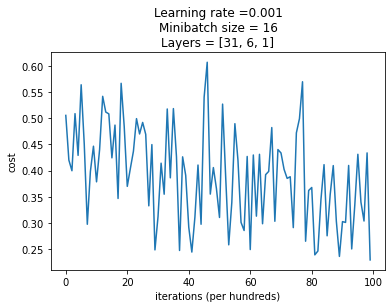 Learning rate =0.001
Minibatch size = 16
Layers = [31, 6, 1]
0.60
0.55
0.50
0.45
0.40
0.35
0.30
0.25
cost
0 20 40 60 80 100
iterations (per hundreds)